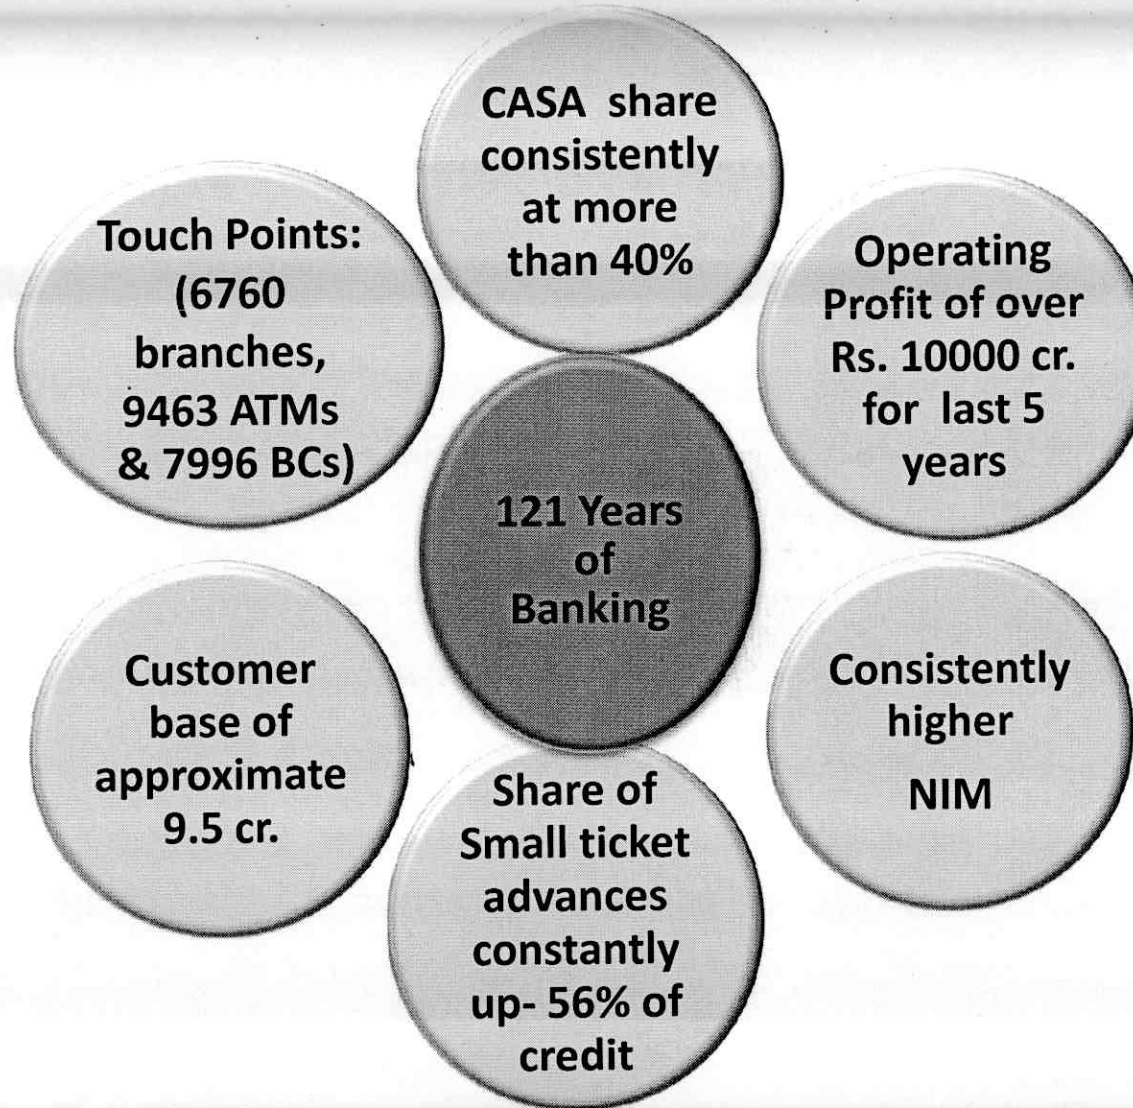 CASA share
consistently
at more
than 40%
Touch Points:
(6760
branches,
9463 ATMs
& 7996 BCs)
Operating
Profit of over
Rs. 10000 cr.
for last 5
years
121 Years
of
Banking
Customer
base of
approximate
9.5 cr.
Consistently
higher
NIM
Share of
Small ticket
advances
constantly
up- 56% of
credit